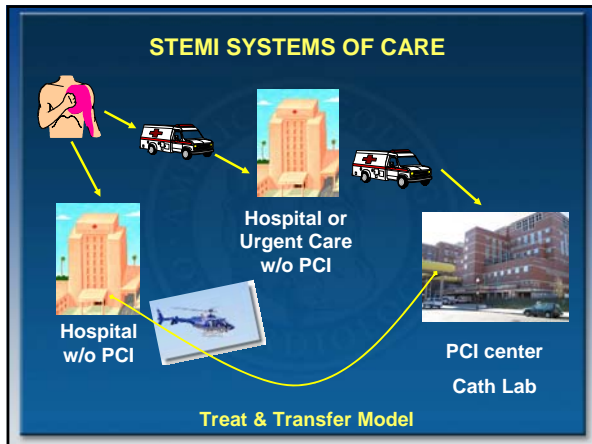 STEMI SYSTEMS OF CARE
Hospital or
Urgent Care
w/o PCI
Hospital
w/o PCI
PCI center
Cath Lab
Treat & Transfer Model